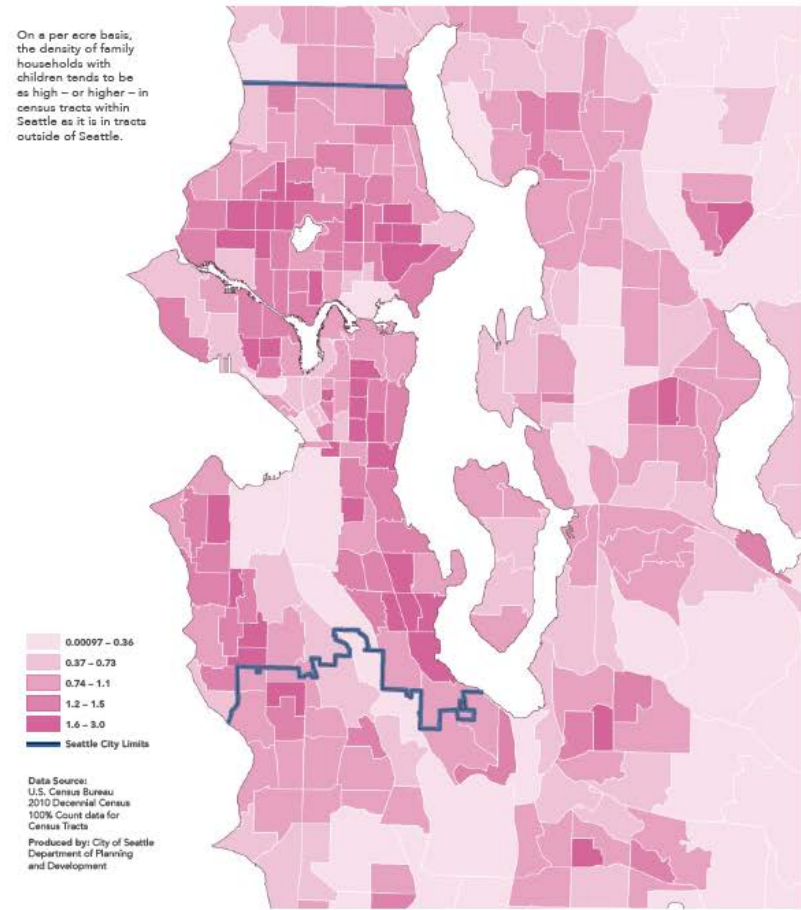 On a per acre basis,
the density of family
households with
children tends to be
as high – or higher – in
census tracts within
Seattle as it is in tracts
outside of Seattle.
0.00097 – 0.36
0.37 – 0.73
0.74 – 1.1
1.2 – 1.5
1.6 – 3.0
Seattle City Limits
Data Source:
U.S. Census Bureau
2010 Decennial Census
100% Count data for
Census Tracts
Produced by: City of Seattle
Department of Planning
and Development